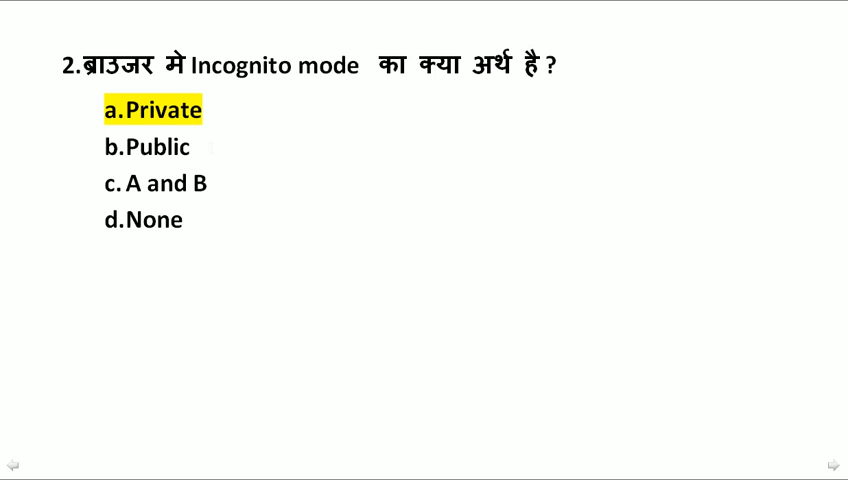 2.ब्राउजर मे Incognito mode का क्या अर्थ है ?
a.Private
b.Public
c. A and B
d.None